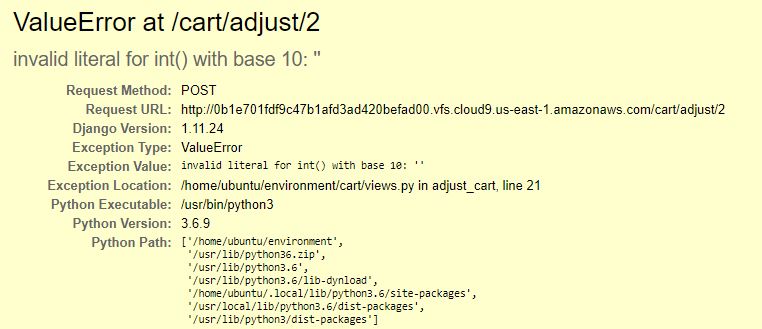 ValueError at /cart/adjust/2
invalid literal for int() with base 10: ''
Request Method: POST
Request URL: http://0b1e701fdf9c47b1afd3ad420befad00.vfs.cloud9.us-east-1.amazonaws.com/cart/adjust/2
Django Version: 1.11.24
Exception Type: ValueError
Exception Value: invalid literal for int() with base 10: ''
Exception Location: /home/ubuntu/environment/cart/views.py in adjust_cart, line 21
Python Executable: /usr/bin/python3
Python Version: 3.6.9
Python Path: ['/home/ubuntu/environment',
'/usr/lib/python36.zip',
'/usr/lib/python3.6',
'/usr/lib/python3.6/lib-dynload',
'/home/ubuntu/.local/lib/python3.6/site-packages',
'/usr/local/lib/python3.6/dist-packages',
'/usr/lib/python3/dist-packages']